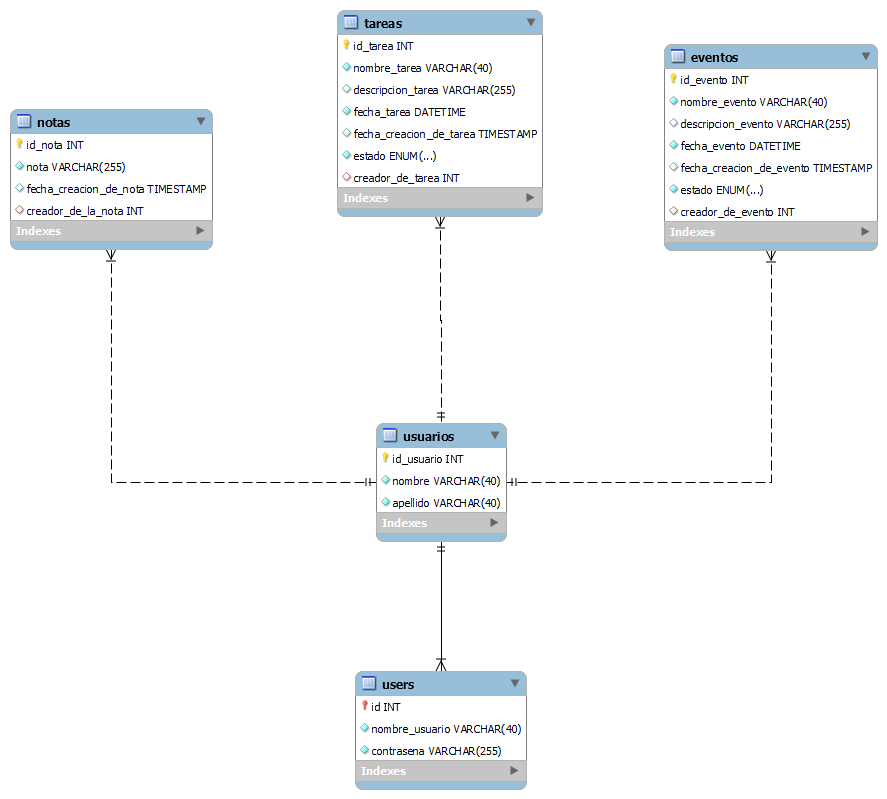 tareas
id_tarea INT
nombre_tarea VARCHAR(40)
descripcion_tarea VARCHAR(255)
fecha_tarea DATETIME
fecha_creacion_de_tarea TIMESTAMP
estado ENUM(...)
creador_de_tarea INT
Indexes
eventos
id_evento INT
nombre_evento VARCHAR(40)
descripcion_evento VARCHAR(255)
fecha_evento DATETIME
fecha_creacion_de_evento TIMESTAMP
estado ENUM(...)
creador_de_evento INT
Indexes
notas
id_nota INT
nota VARCHAR(255)
fecha_creacion_de_nota TIMESTAMP
creador_de_la_nota INT
Indexes
usuarios
id_usuario INT
nombre VARCHAR(40)
apellido VARCHAR(40)
Indexes
users
id INT
nombre_usuario VARCHAR(40)
contrasena VARCHAR(255)
Indexes